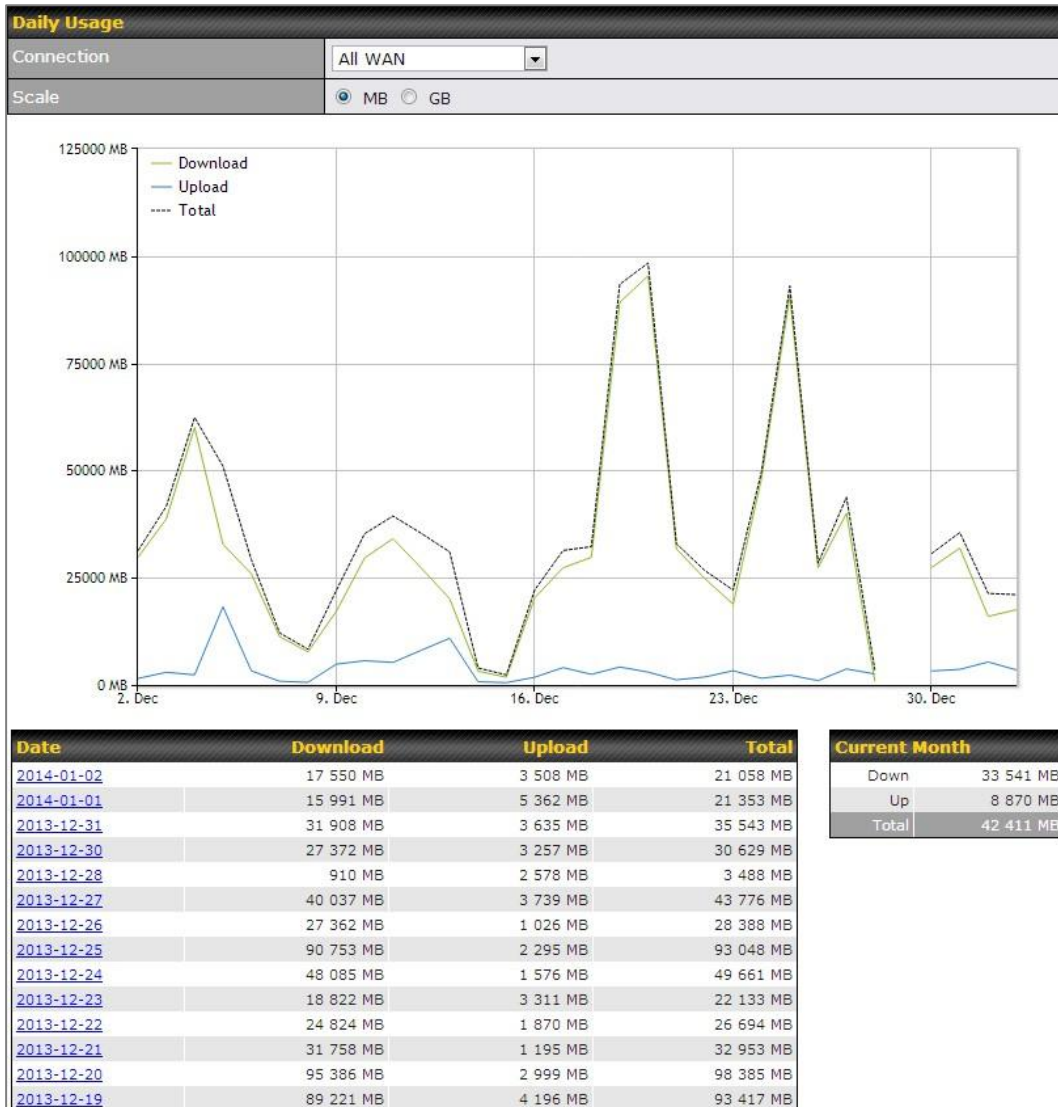 Daily Usage
Connection All WAN
Scale MB GB
125000 MB
100000 MB
75000 MB
50000 MB
25000 MB
0 MB
Download
Upload
Total
2. Dec 9. Dec 16. Dec 23. Dec 30. Dec
Date Download Upload Total
2014-01-02 17 550 MB 3 508 MB 21 058 MB
2014-01-01 15 991 MB 5 362 MB 21 353 MB
2013-12-31 31 908 MB 3 635 MB 35 543 MB
2013-12-30 27 372 MB 3 257 MB 30 629 MB
2013-12-28 910 MB 2 578 MB 3 488 MB
2013-12-27 40 037 MB 3 739 MB 43 776 MB
2013-12-26 27 362 MB 1 026 MB 28 388 MB
2013-12-25 90 753 MB 2 295 MB 93 048 MB
2013-12-24 48 085 MB 1 576 MB 49 661 MB
2013-12-23 18 822 MB 3 311 MB 22 133 MB
2013-12-22 24 824 MB 1 870 MB 26 694 MB
2013-12-21 31 758 MB 1 195 MB 32 953 MB
2013-12-20 95 386 MB 2 999 MB 98 385 MB
2013-12-19 89 221 MB 4 196 MB 93 417 MB
Current Month
Down 33 541 MB
Up 8 870 MB
Total 42 411 MB